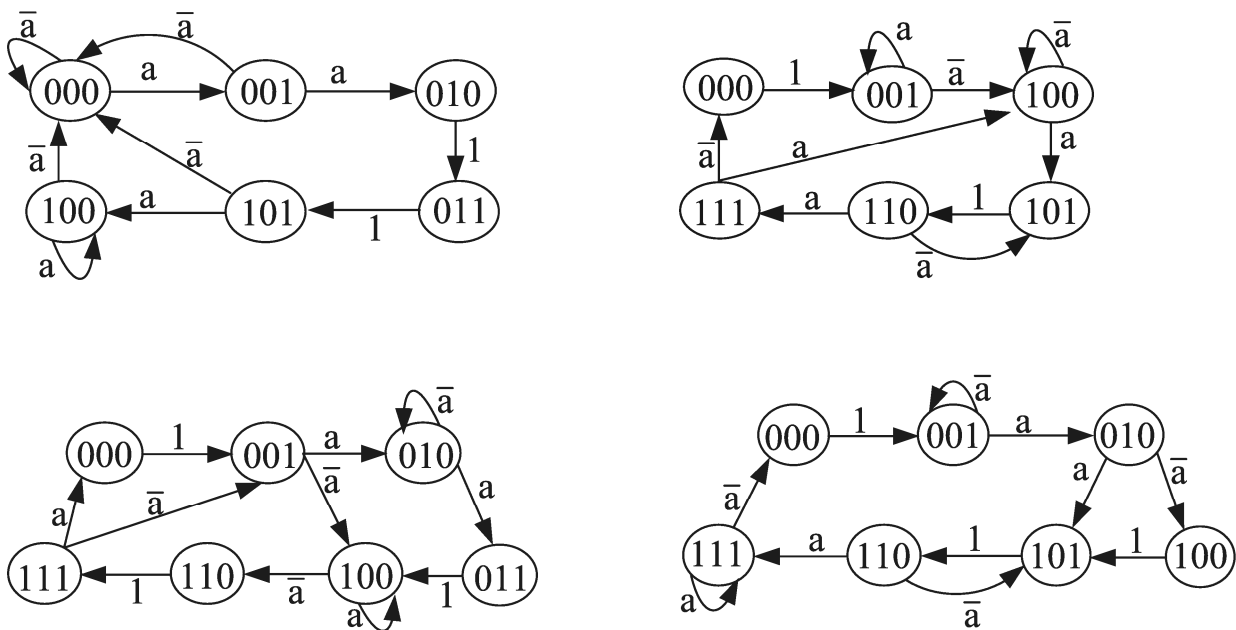 ā ā
a a
000 001 010
ā ā 1
100 a 101 1 011
a
a ā
000 1 001 ā 100
ā a a
111 a 110 1 101
ā
ā
000 1 001 a 010
a ā ā a
111 1 110 ā 100 1 011
a
ā
000 1 001 a 010
ā a ā
111 a 110 1 101 1 100
a ā